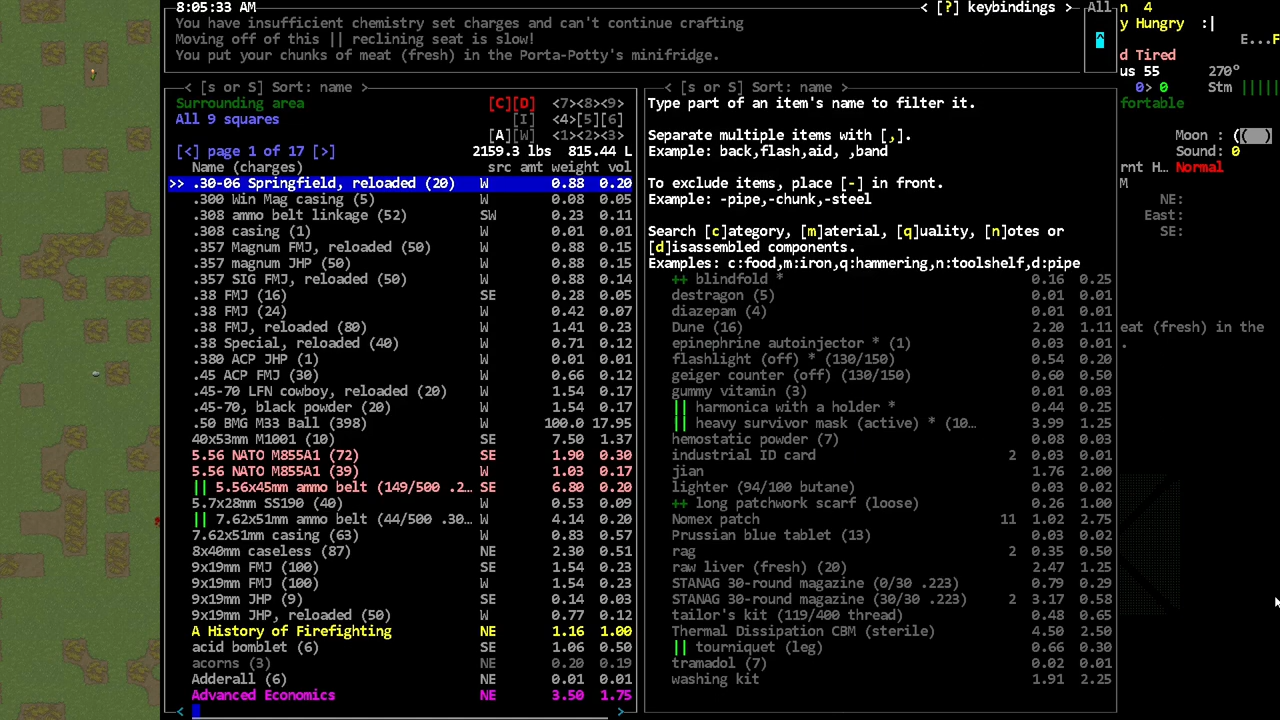 8:05:33 AM
< [?] keybindings >
All
n 4
You have insufficient chemistry set charges and can't continue crafting
y Hungry :|
Moving off of this || reclining seat is slow!
E...F
You put your chunks of meat (fresh) in the Porta-Potty's minifridge.
d Tired
us 55 270°
0> 0 Stm |||||
fortable
Moon : (
Sound: 0
rnt H... Normal
M
NE:
East:
SE:
eat (fresh) in the
.
< [s or S] Sort: name >
Surrounding area [C][D] <7><8><9>
All 9 squares [I] <4>[5][6]
[A][W] <1><2><3>
[<] page 1 of 17 [>] 2159.3 lbs 815.44 L
Name (charges) src amt weight vol
>> .30-06 Springfield, reloaded (20) W 0.88 0.20
.300 Win Mag casing (5) W 0.08 0.05
.308 ammo belt linkage (52) SW 0.23 0.11
.308 casing (1) W 0.01 0.01
.357 Magnum FMJ, reloaded (50) W 0.88 0.15
.357 magnum JHP (50) W 0.88 0.15
.357 SIG FMJ, reloaded (50) W 0.88 0.14
.38 FMJ (16) SE 0.28 0.05
.38 FMJ (24) W 0.42 0.07
.38 FMJ, reloaded (80) W 1.41 0.23
.38 Special, reloaded (40) W 0.71 0.12
.380 ACP JHP (1) W 0.01 0.01
.45 ACP FMJ (30) W 0.66 0.12
.45-70 LFN cowboy, reloaded (20) W 1.54 0.17
.45-70, black powder (20) W 1.54 0.17
.50 BMG M33 Ball (398) W 100.0 17.95
40x53mm M1001 (10) SE 7.50 1.37
5.56 NATO M855A1 (72) SE 1.90 0.30
5.56 NATO M855A1 (39) W 1.03 0.17
|| 5.56x45mm ammo belt (149/500 .2... SE 6.80 0.20
5.7x28mm SS190 (40) W 0.53 0.09
|| 7.62x51mm ammo belt (44/500 .30... W 4.14 0.20
7.62x51mm casing (63) W 0.83 0.57
8x40mm caseless (87) NE 2.30 0.51
9x19mm FMJ (100) SE 1.54 0.23
9x19mm FMJ (100) W 1.54 0.23
9x19mm JHP (9) SE 0.14 0.03
9x19mm JHP, reloaded (50) W 0.77 0.12
A History of Firefighting NE 1.16 1.00
acid bomblet (6) SE 1.06 0.50
acorns (3) NE 0.20 0.19
Adderall (6) NE 0.01 0.01
Advanced Economics NE 3.50 1.75
< >
< [s or S] Sort: name >
Type part of an item's name to filter it.
Separate multiple items with [,].
Example: back,flash,aid, ,band
To exclude items, place [-] in front.
Example: -pipe,-chunk,-steel
Search [c]ategory, [m]aterial, [q]uality, [n]otes or
[d]isassembled components.
Examples: c:food,m:iron,q:hammering,n:toolshelf,d:pipe
++ blindfold * 0.16 0.25
destragon (5) 0.01 0.01
diazepam (4) 0.01 0.01
Dune (16) 2.20 1.11
epinephrine autoinjector * (1) 0.03 0.01
flashlight (off) * (130/150) 0.54 0.20
geiger counter (off) (130/150) 0.60 0.50
gummy vitamin (3) 0.01 0.03
|| harmonica with a holder * 0.44 0.25
|| heavy survivor mask (active) * (10... 3.99 1.25
hemostatic powder (7) 0.08 0.03
industrial ID card 2 0.03 0.01
jian 1.76 2.00
lighter (94/100 butane) 0.03 0.02
++ long patchwork scarf (loose) 0.26 1.00
Nomex patch 11 1.02 2.75
Prussian blue tablet (13) 0.03 0.02
rag 2 0.35 0.50
raw liver (fresh) (20) 2.47 1.25
STANAG 30-round magazine (0/30 .223) 0.79 0.29
STANAG 30-round magazine (30/30 .223) 2 3.17 0.58
tailor's kit (119/400 thread) 0.48 0.65
Thermal Dissipation CBM (sterile) 4.50 2.50
|| tourniquet (leg) 0.66 0.30
tramadol (7) 0.02 0.01
washing kit 1.91 2.25